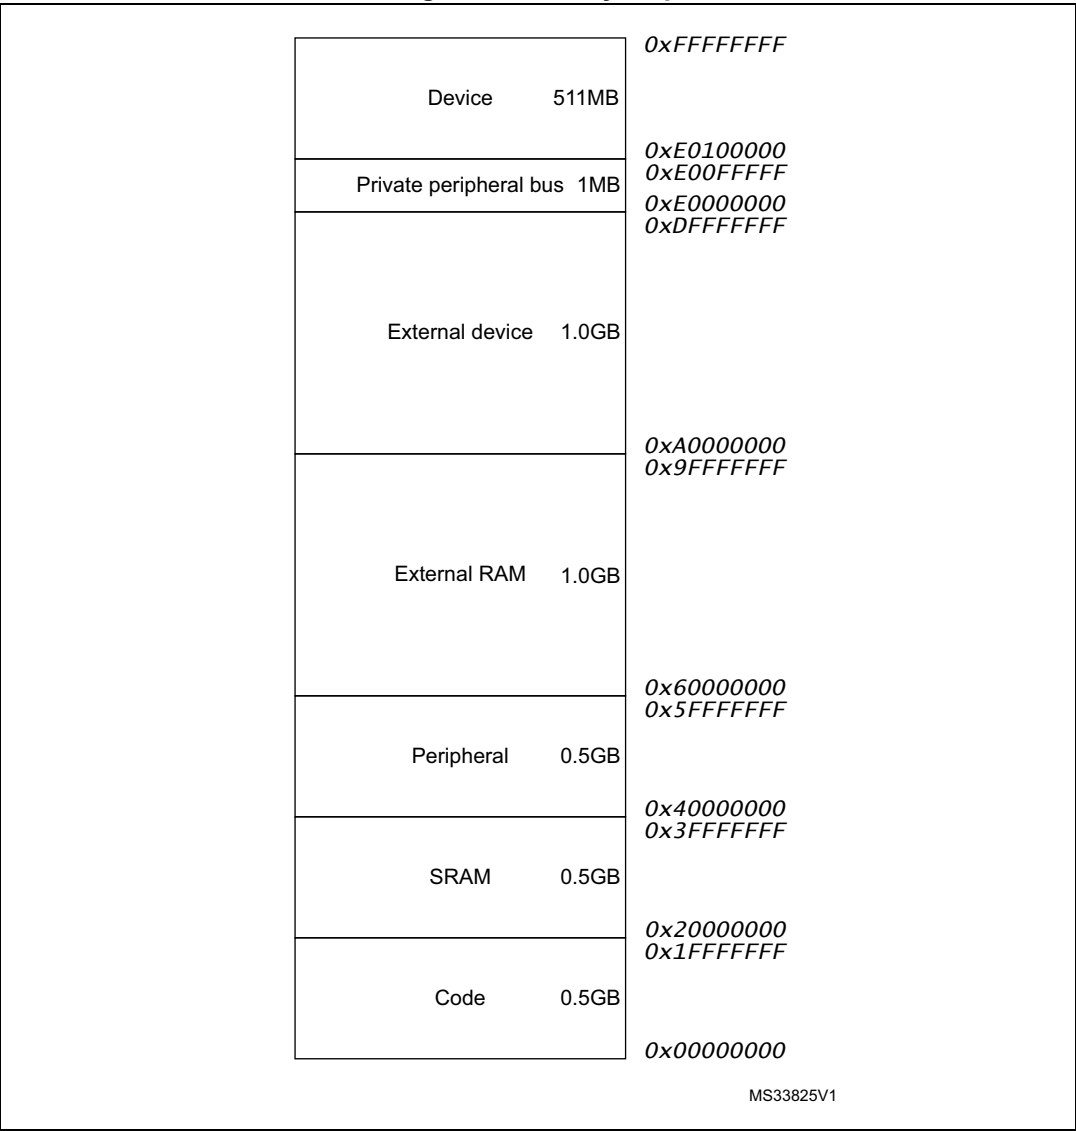 0xFFFFFFFF
Device 511MB
0xE0100000
0xE00FFFFF
Private peripheral bus 1MB
0xE0000000
0xDFFFFFFF
External device 1.0GB
0xA0000000
0x9FFFFFFF
External RAM 1.0GB
0x60000000
0x5FFFFFFF
Peripheral 0.5GB
0x40000000
0x3FFFFFFF
SRAM 0.5GB
0x20000000
0x1FFFFFFF
Code 0.5GB
0x00000000
MS33825V1